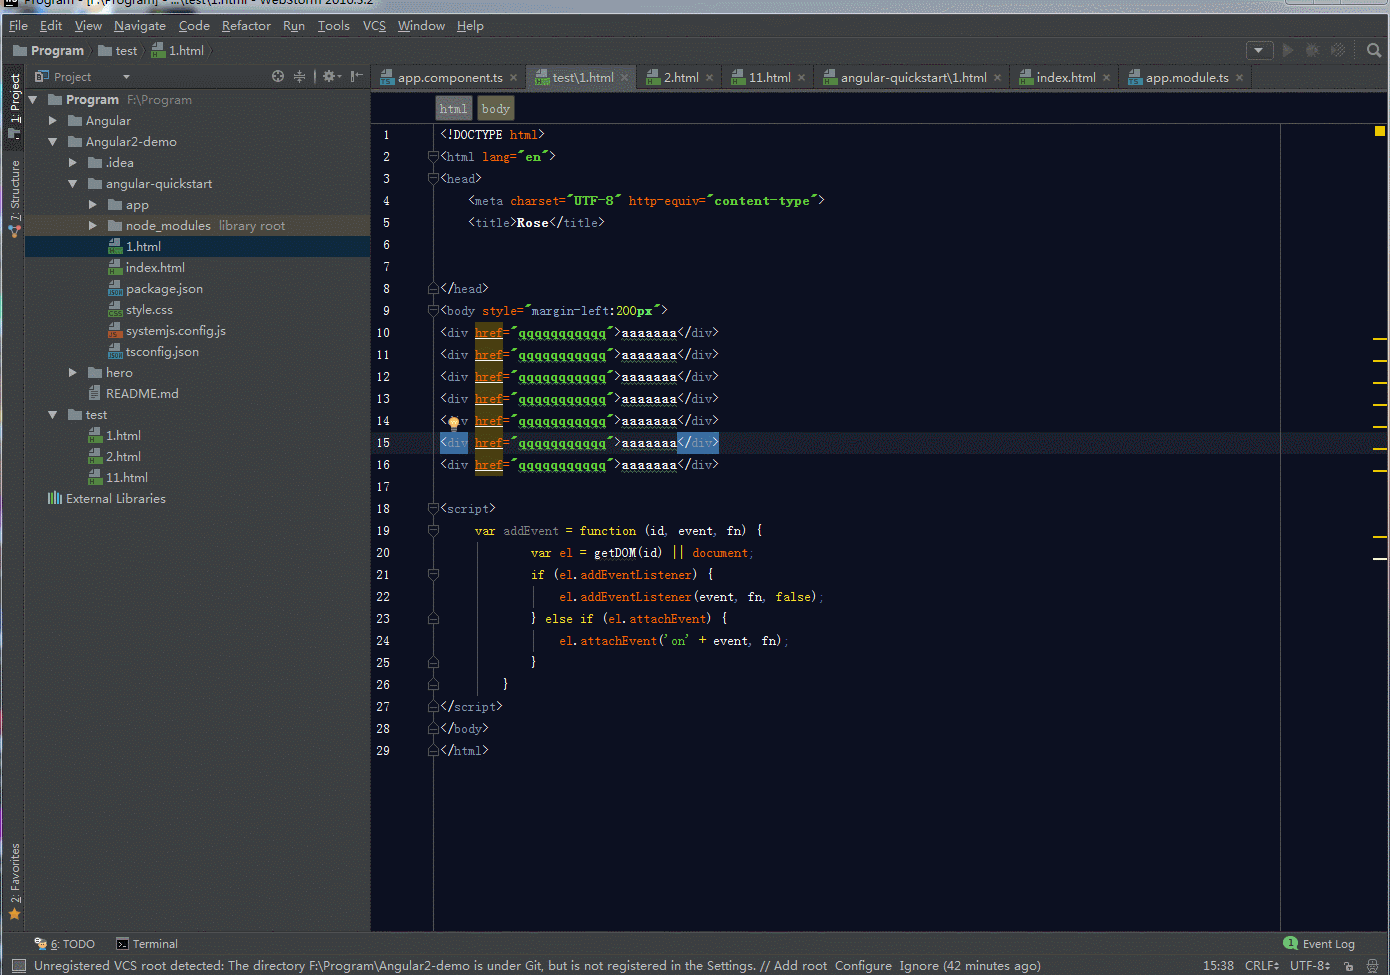 Program - [F:\Program] - ...\test\1.html - WebStorm 2016.3.2
File Edit View Navigate Code Refactor Run Tools VCS Window Help
Program test 1.html
Project
app.component.ts test\1.html 2.html 11.html angular-quickstart\1.html index.html app.module.ts
1: Project
7: Structure
2: Favorites
Program F:\Program
Angular
Angular2-demo
.idea
angular-quickstart
app
node_modules library root
1.html
index.html
package.json
style.css
systemjs.config.js
tsconfig.json
hero
README.md
test
1.html
2.html
11.html
External Libraries
html body
1 <!DOCTYPE html>
2 <html lang="en">
3 <head>
4 <meta charset="UTF-8" http-equiv="content-type">
5 <title>Rose</title>
6
7
8 </head>
9 <body style="margin-left:200px">
10 <div href="qqqqqqqqqqq">aaaaaaa</div>
11 <div href="qqqqqqqqqqq">aaaaaaa</div>
12 <div href="qqqqqqqqqqq">aaaaaaa</div>
13 <div href="qqqqqqqqqqq">aaaaaaa</div>
14 <div href="qqqqqqqqqqq">aaaaaaa</div>
15 <div href="qqqqqqqqqqq">aaaaaaa</div>
16 <div href="qqqqqqqqqqq">aaaaaaa</div>
17
18 <script>
19 var addEvent = function (id, event, fn) {
20 var el = getDOM(id) || document;
21 if (el.addEventListener) {
22 el.addEventListener(event, fn, false);
23 } else if (el.attachEvent) {
24 el.attachEvent('on' + event, fn);
25 }
26 }
27 </script>
28 </body>
29 </html>
6: TODO Terminal 1 Event Log
Unregistered VCS root detected: The directory F:\Program\Angular2-demo is under Git, but is not registered in the Settings. // Add root Configure Ignore (42 minutes ago) 15:38 CRLF UTF-8